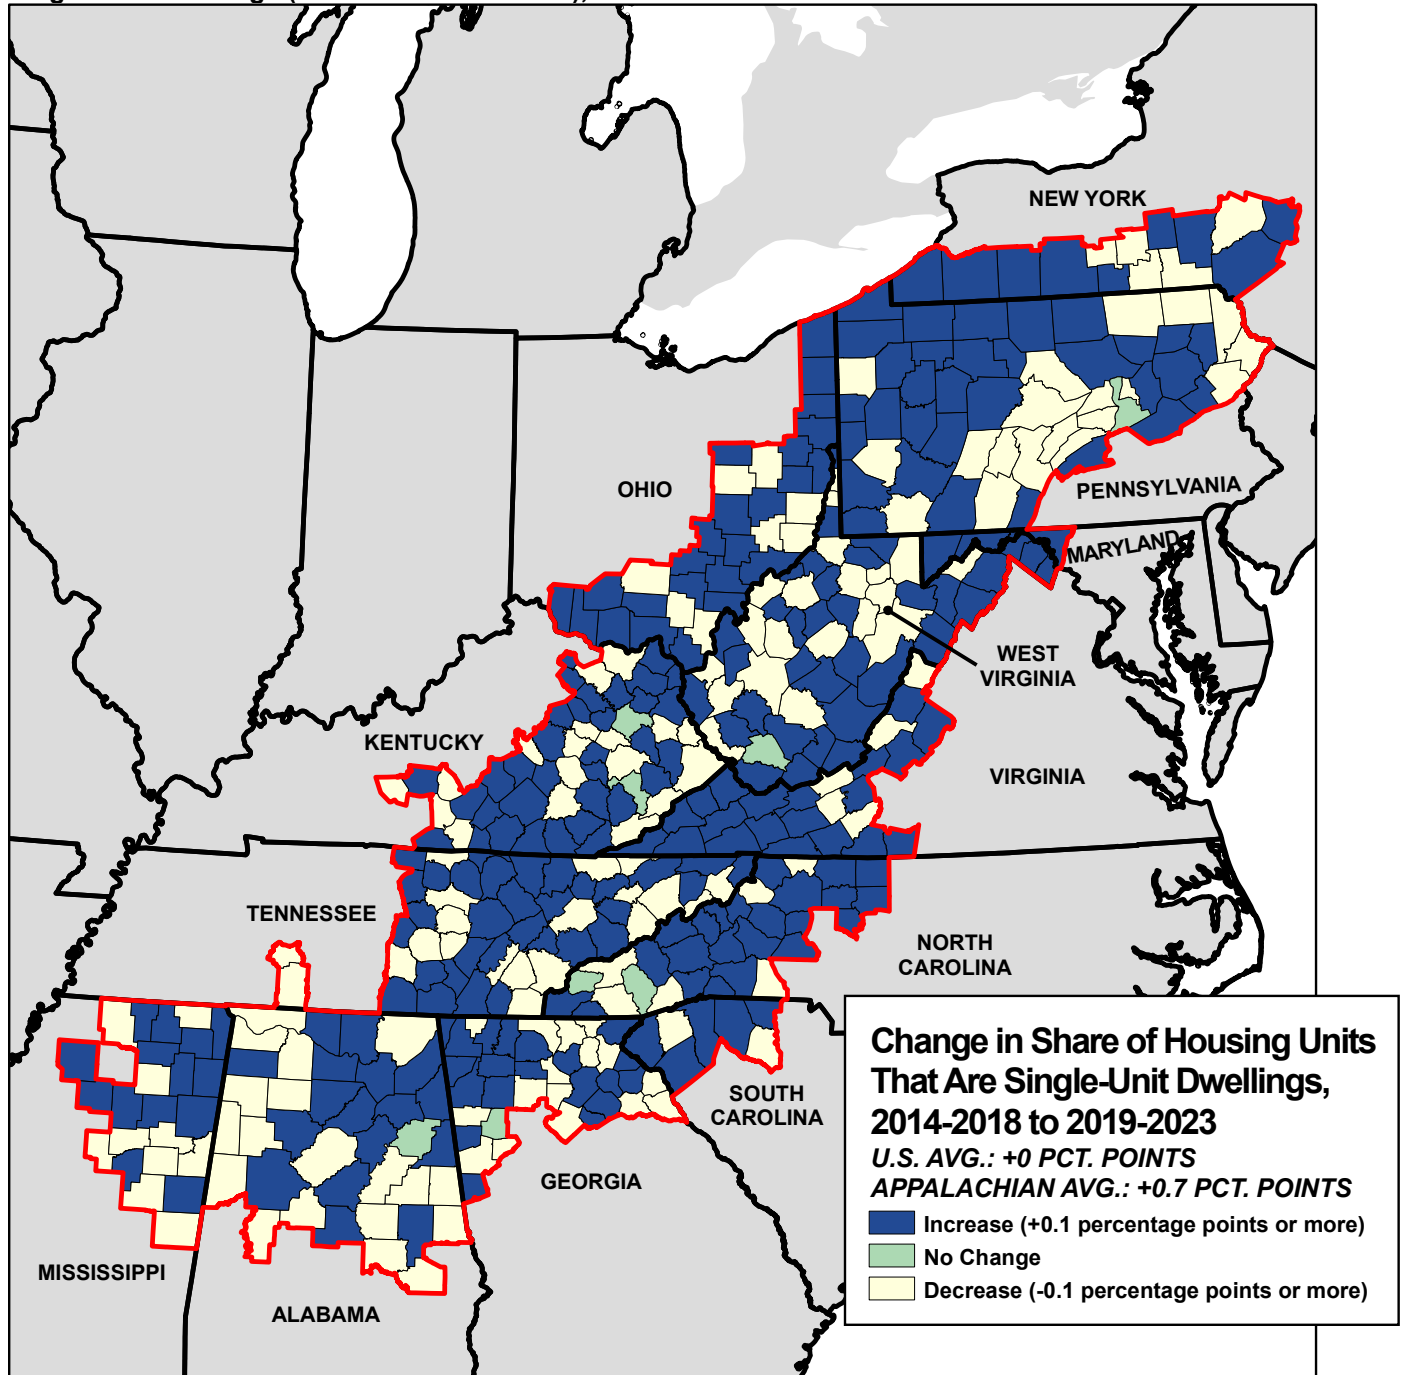 NEW YORK
OHIO
PENNSYLVANIA
MARYLAND
WEST
VIRGINIA
KENTUCKY
VIRGINIA
TENNESSEE
NORTH
CAROLINA
SOUTH
CAROLINA
GEORGIA
MISSISSIPPI
ALABAMA
Change in Share of Housing Units
That Are Single-Unit Dwellings,
2014-2018 to 2019-2023
U.S. AVG.: +0 PCT. POINTS
APPALACHIAN AVG.: +0.7 PCT. POINTS
Increase (+0.1 percentage points or more)
No Change
Decrease (-0.1 percentage points or more)